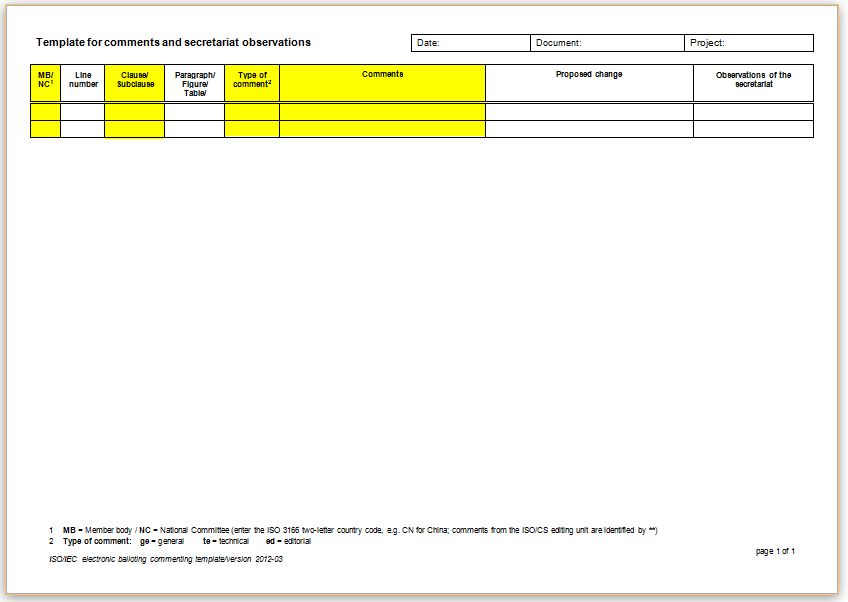 Template for comments and secretariat observations
Date:
Document:
Project:
MB/
NC¹
Line
number
Clause/
Subclause
Paragraph/
Figure/
Table/
Type of
comment²
Comments
Proposed change
Observations of the
secretariat
1 MB = Member body / NC = National Committee (enter the ISO 3166 two-letter country code, e.g. CN for China; comments from the ISO/CS editing unit are identified by **)
2 Type of comment: ge = general te = technical ed = editorial
page 1 of 1
ISO/IEC electronic balloting commenting template/version 2012-03